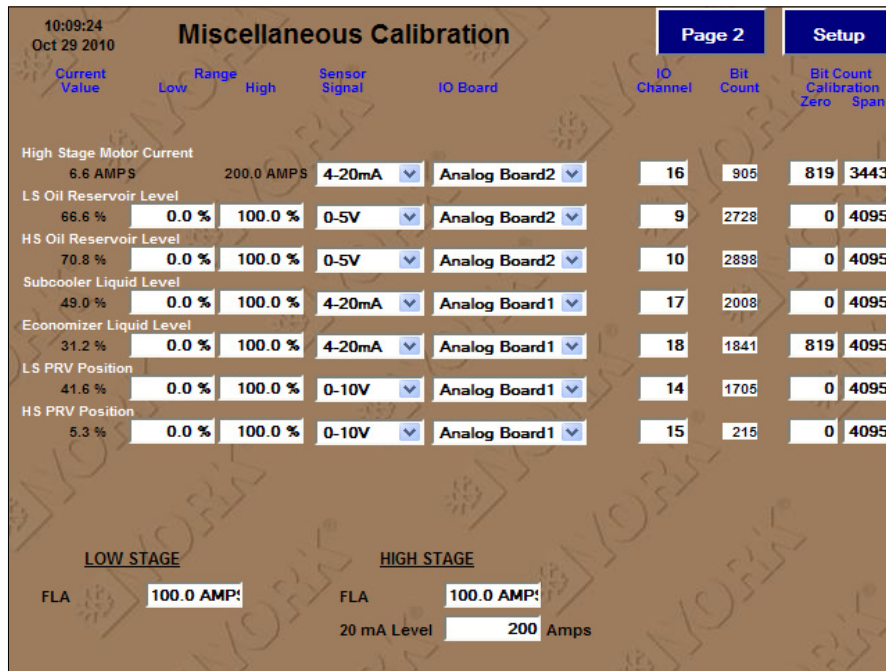 10:09:24
Oct 29 2010
Miscellaneous Calibration
Page 2
Setup
Current Value
Range
Low High
Sensor Signal
IO Board
IO Channel
Bit Count
Bit Count Calibration
Zero Span
High Stage Motor Current
6.6 AMPS 200.0 AMPS 4-20mA Analog Board2 16 905 819 3443
LS Oil Reservoir Level
66.6 % 0.0 % 100.0 % 0-5V Analog Board2 9 2728 0 4095
HS Oil Reservoir Level
70.8 % 0.0 % 100.0 % 0-5V Analog Board2 10 2898 0 4095
Subcooler Liquid Level
49.0 % 0.0 % 100.0 % 4-20mA Analog Board1 17 2008 0 4095
Economizer Liquid Level
31.2 % 0.0 % 100.0 % 4-20mA Analog Board1 18 1841 819 4095
LS PRV Position
41.6 % 0.0 % 100.0 % 0-10V Analog Board1 14 1705 0 4095
HS PRV Position
5.3 % 0.0 % 100.0 % 0-10V Analog Board1 15 215 0 4095
LOW STAGE HIGH STAGE
FLA 100.0 AMPS FLA 100.0 AMPS
20 mA Level 200 Amps
YORK